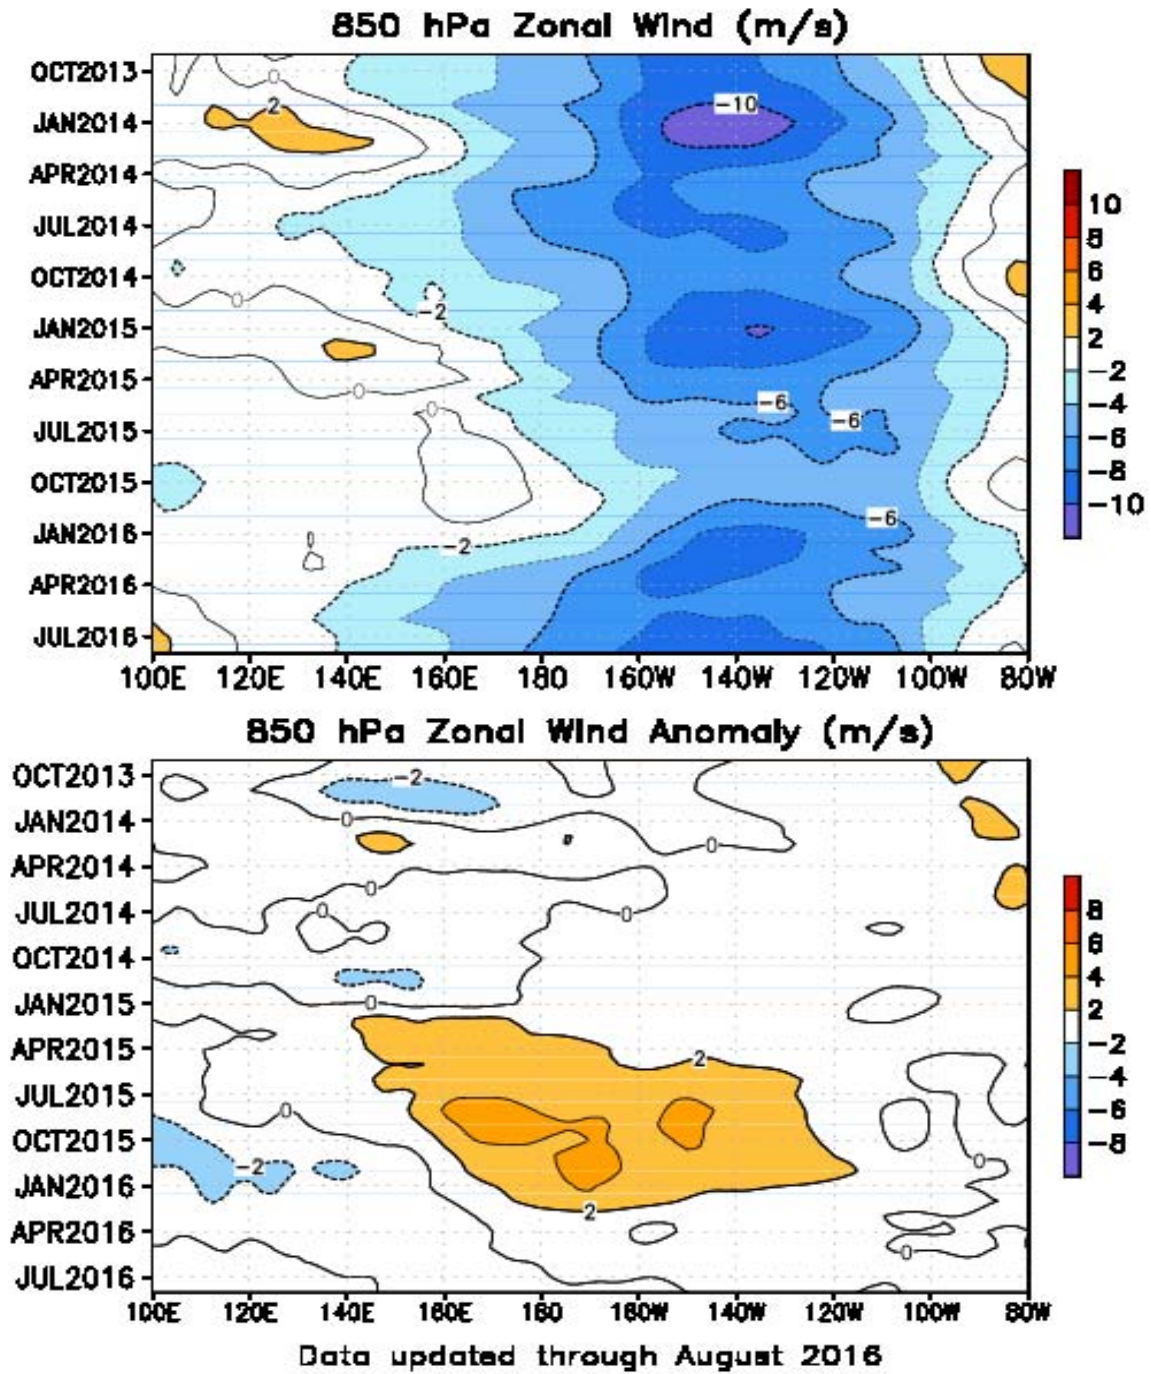 850 hPa Zonal Wind (m/s)
OCT2013
JAN2014
APR2014
JUL2014
OCT2014
JAN2015
APR2015
JUL2015
OCT2015
JAN2016
APR2016
JUL2016
0
2
-10
0
-2
0
0
-6
-6
-6
-2
10
8
6
4
2
-2
-4
-6
-8
-10
100E 120E 140E 160E 180 160W 140W 120W 100W 80W
850 hPa Zonal Wind Anomaly (m/s)
OCT2013
JAN2014
APR2014
JUL2014
OCT2014
JAN2015
APR2015
JUL2015
OCT2015
JAN2016
APR2016
JUL2016
-2
0
0
0
0
0
0
2
0
-2
0
2
0
8
6
4
2
-2
-4
-6
-8
100E 120E 140E 160E 180 160W 140W 120W 100W 80W
Data updated through August 2016